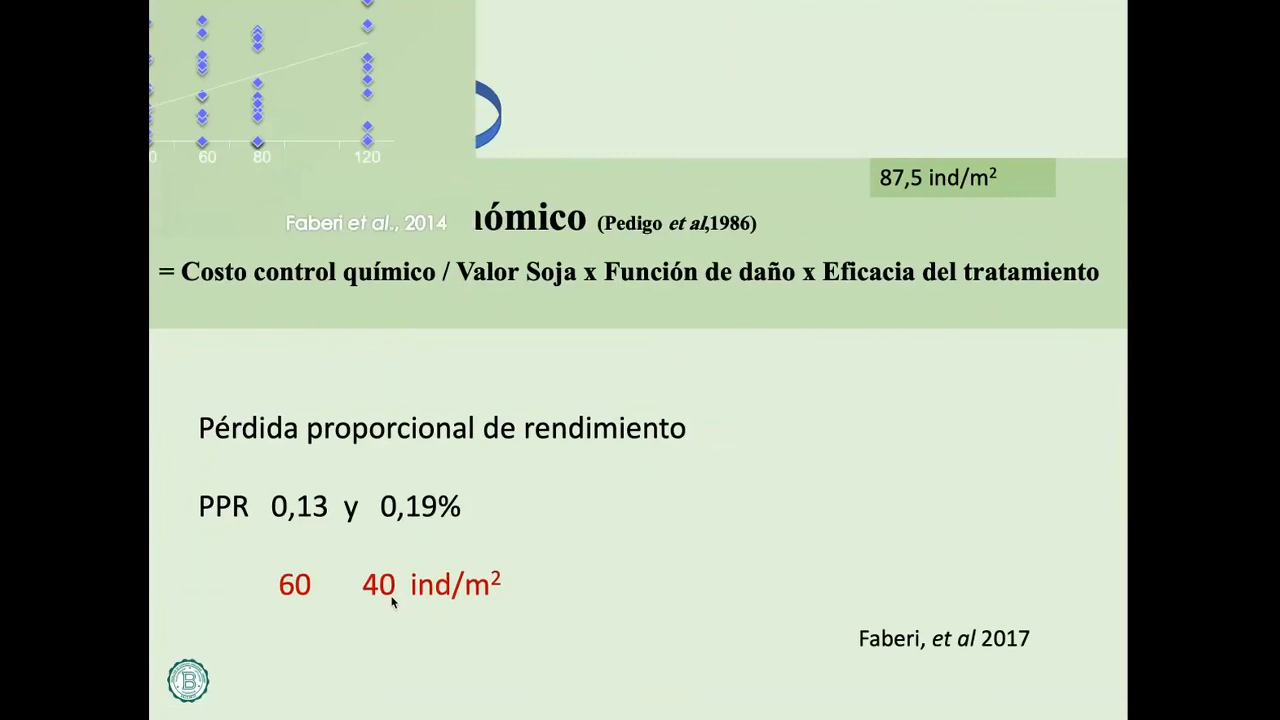 0 60 80 120
87,5 ind/m²
Faberi et al., 2014
nómico (Pedigo et al,1986)
= Costo control químico / Valor Soja x Función de daño x Eficacia del tratamiento
Pérdida proporcional de rendimiento
PPR 0,13 y 0,19%
60 40 ind/m²
Faberi, et al 2017
B